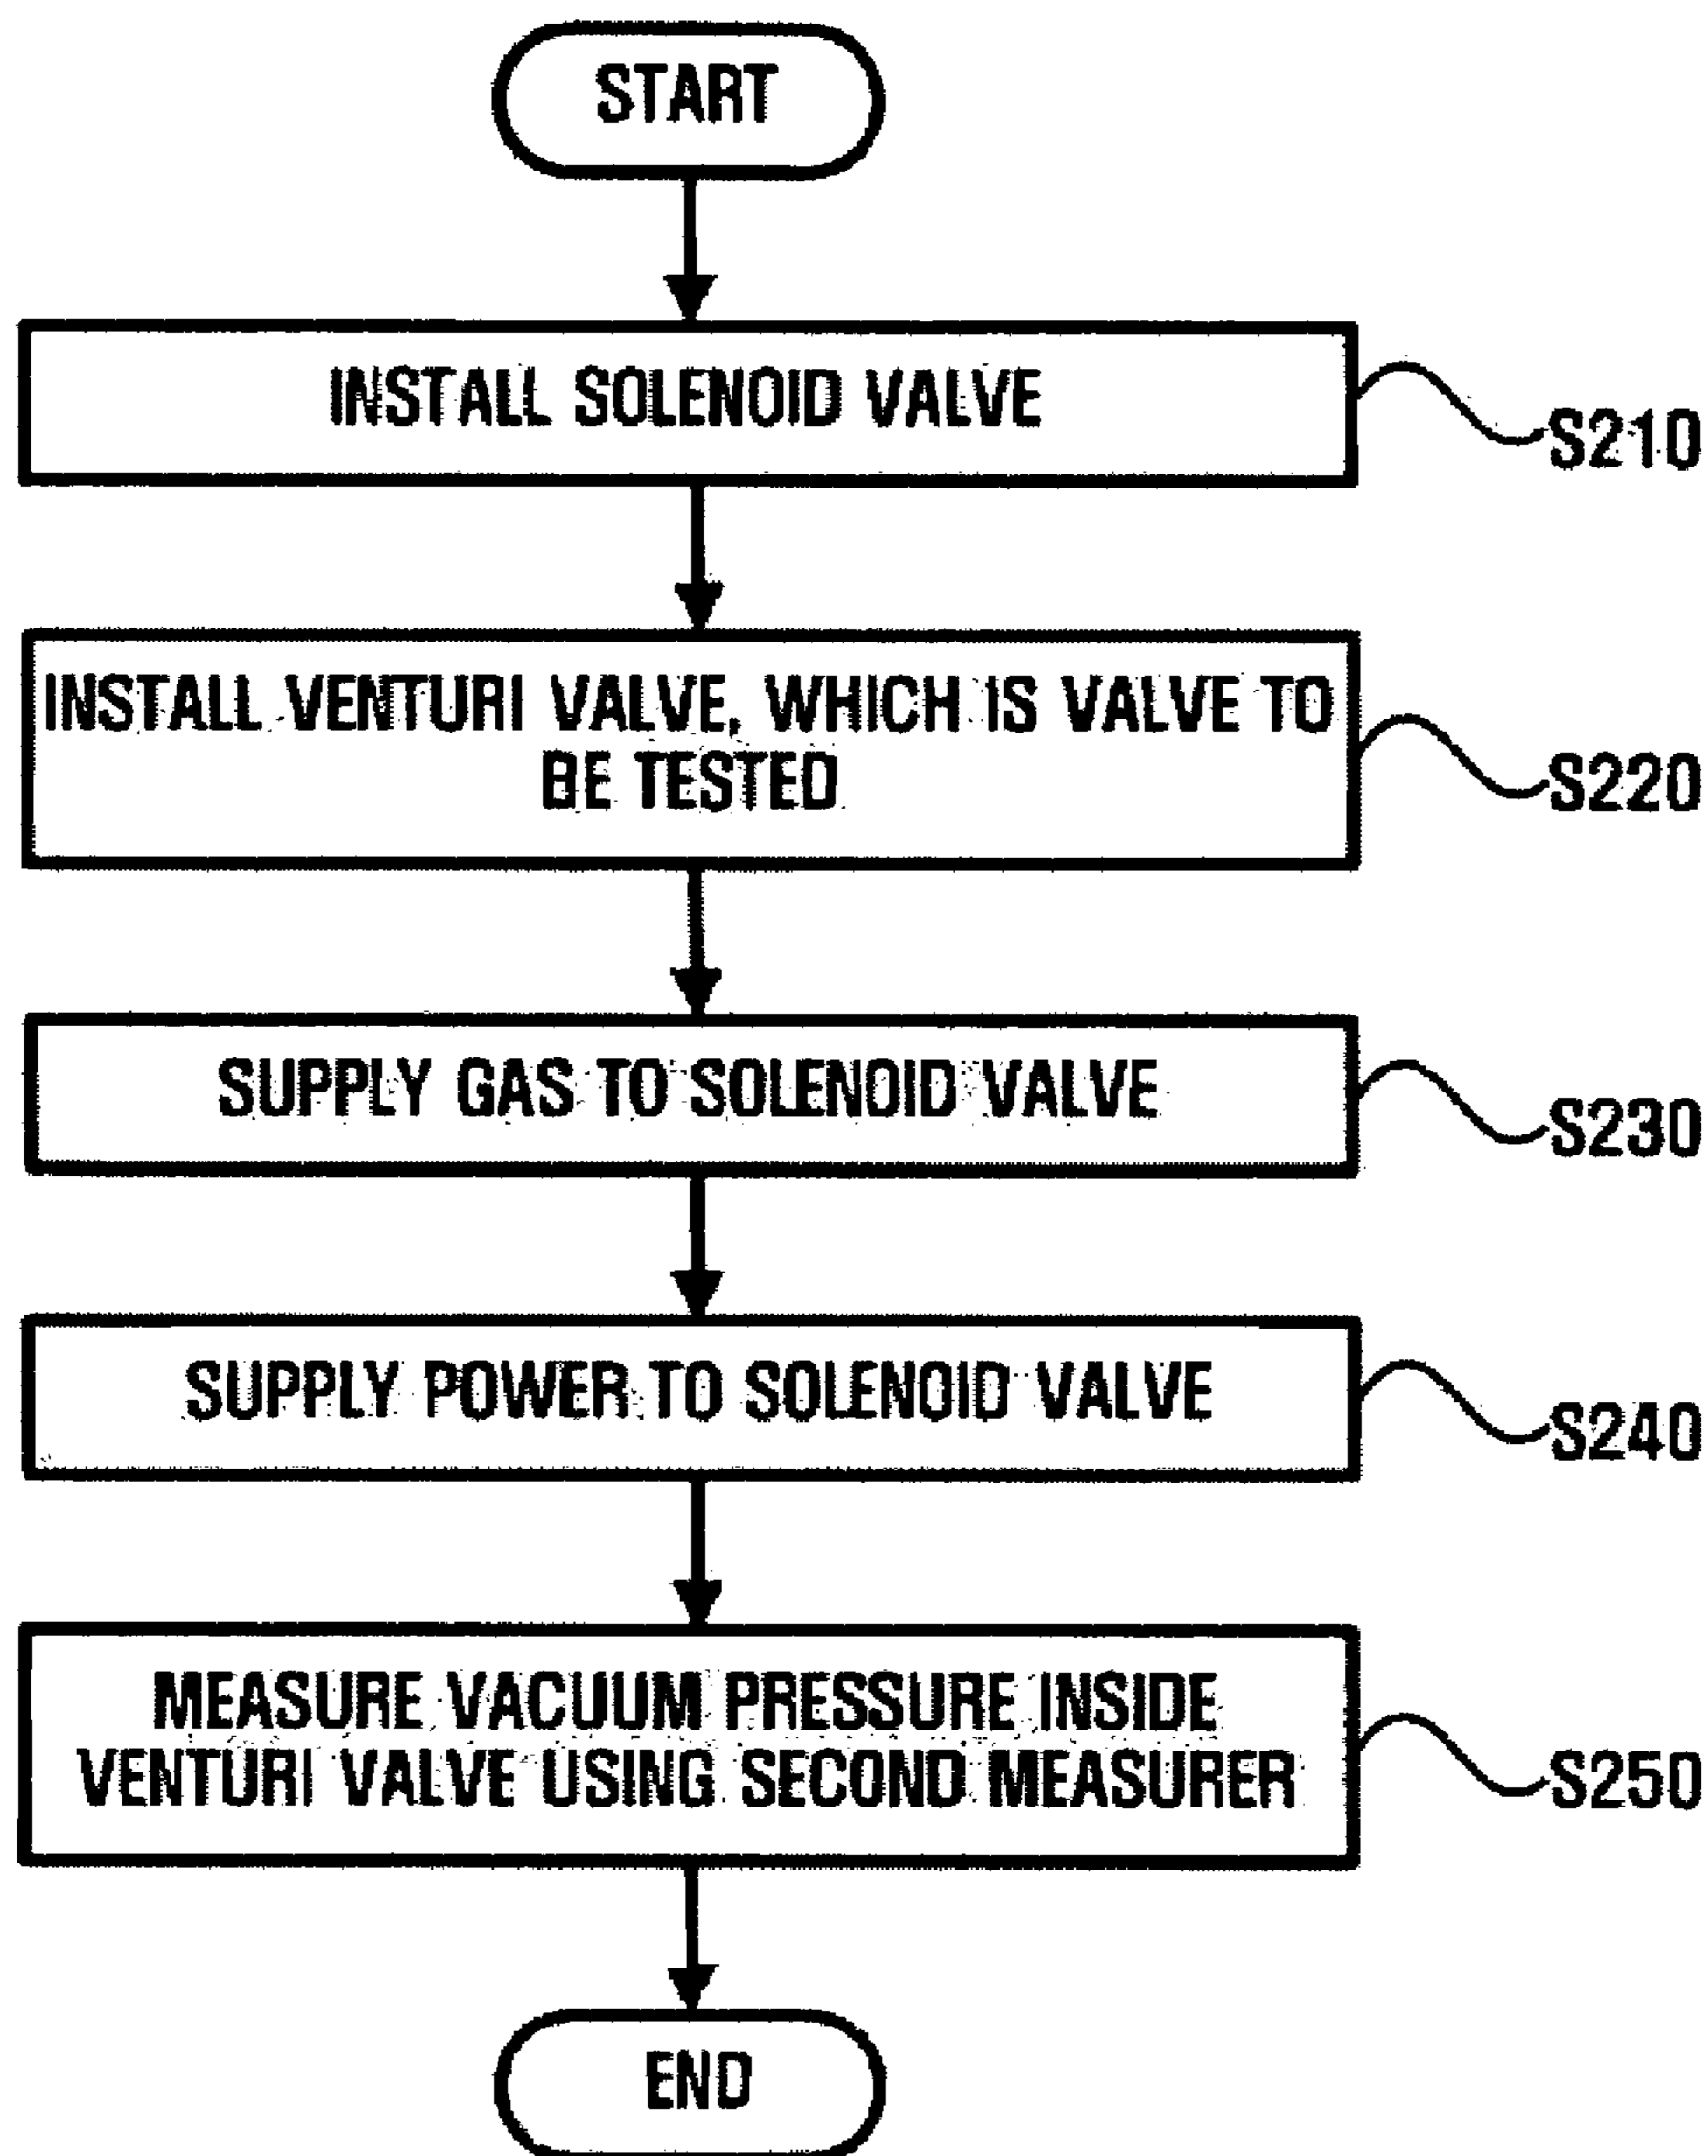 START
INSTALL SOLENOID VALVE
S210
INSTALL VENTURI VALVE, WHICH IS VALVE TO
BE TESTED
S220
SUPPLY GAS TO SOLENOID VALVE
S230
SUPPLY POWER TO SOLENOID VALVE
S240
MEASURE VACUUM PRESSURE INSIDE
VENTURI VALVE USING SECOND MEASURER
S250
END